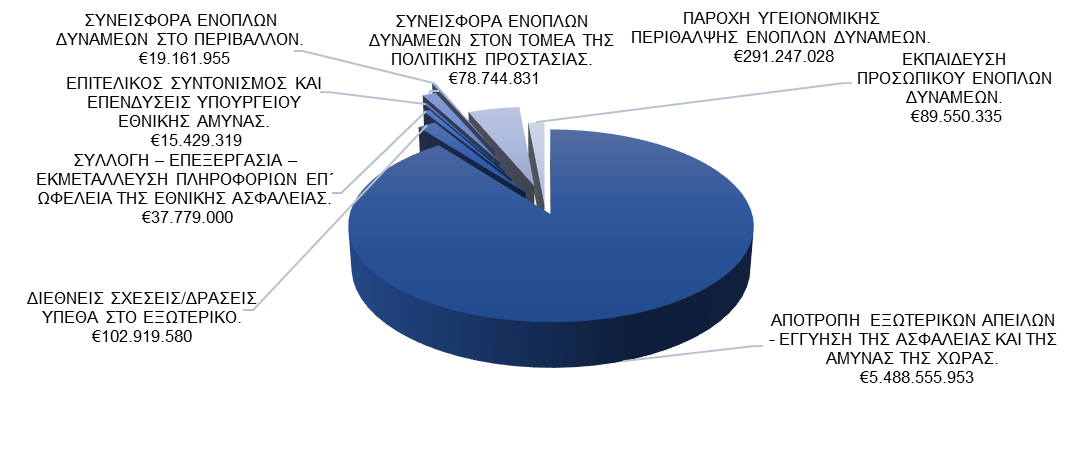 ΣΥΝΕΙΣΦΟΡΑ ΕΝΟΠΛΩΝ
ΔΥΝΑΜΕΩΝ ΣΤΟ ΠΕΡΙΒΑΛΛΟΝ.
€19.161.955
ΣΥΝΕΙΣΦΟΡΑ ΕΝΟΠΛΩΝ
ΔΥΝΑΜΕΩΝ ΣΤΟΝ ΤΟΜΕΑ ΤΗΣ
ΠΟΛΙΤΙΚΗΣ ΠΡΟΣΤΑΣΙΑΣ.
€78.744.831
ΠΑΡΟΧΗ ΥΓΕΙΟΝΟΜΙΚΗΣ
ΠΕΡΙΘΑΛΨΗΣ ΕΝΟΠΛΩΝ ΔΥΝΑΜΕΩΝ.
€291.247.028
ΕΚΠΑΙΔΕΥΣΗ
ΠΡΟΣΩΠΙΚΟΥ ΕΝΟΠΛΩΝ
ΔΥΝΑΜΕΩΝ.
€89.550.335
ΕΠΙΤΕΛΙΚΟΣ ΣΥΝΤΟΝΙΣΜΟΣ ΚΑΙ
ΕΠΕΝΔΥΣΕΙΣ ΥΠΟΥΡΓΕΙΟΥ
ΕΘΝΙΚΗΣ ΑΜΥΝΑΣ.
€15.429.319
ΣΥΛΛΟΓΗ – ΕΠΕΞΕΡΓΑΣΙΑ –
ΕΚΜΕΤΑΛΛΕΥΣΗ ΠΛΗΡΟΦΟΡΙΩΝ ΕΠ΄
ΩΦΕΛΕΙΑ ΤΗΣ ΕΘΝΙΚΗΣ ΑΣΦΑΛΕΙΑΣ.
€37.779.000
ΔΙΕΘΝΕΙΣ ΣΧΕΣΕΙΣ/ΔΡΑΣΕΙΣ
ΥΠΕΘΑ ΣΤΟ ΕΞΩΤΕΡΙΚΟ.
€102.919.580
ΑΠΟΤΡΟΠΗ ΕΞΩΤΕΡΙΚΩΝ ΑΠΕΙΛΩΝ
- ΕΓΓΥΗΣΗ ΤΗΣ ΑΣΦΑΛΕΙΑΣ ΚΑΙ ΤΗΣ
ΑΜΥΝΑΣ ΤΗΣ ΧΩΡΑΣ.
€5.488.555.953